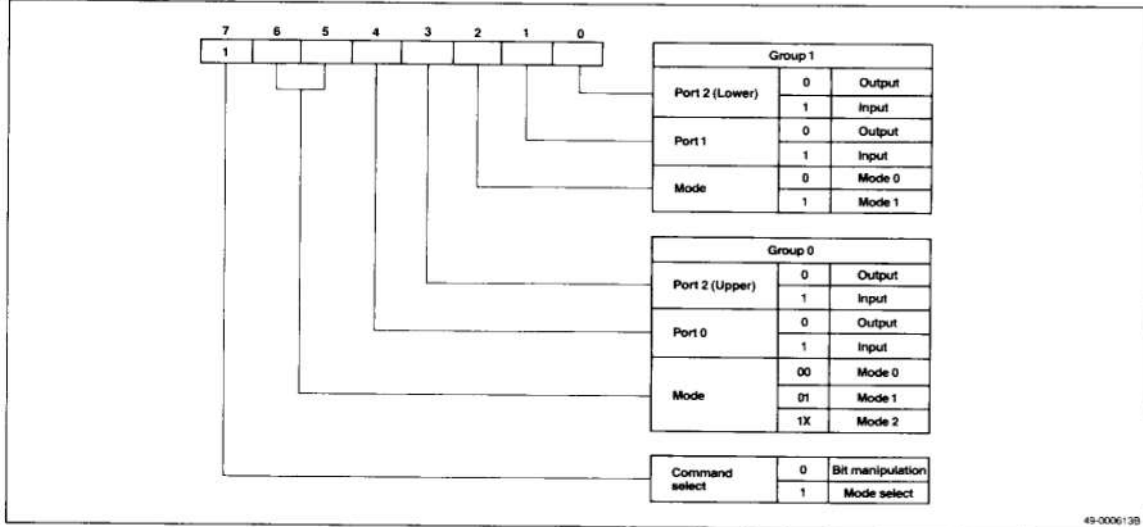 7 6 5 4 3 2 1 0
1
Group 1
Port 2 (Lower) 0 Output
1 Input
Port 1 0 Output
1 Input
Mode 0 Mode 0
1 Mode 1
Group 0
Port 2 (Upper) 0 Output
1 Input
Port 0 0 Output
1 Input
Mode 00 Mode 0
01 Mode 1
1X Mode 2
Command select 0 Bit manipulation
1 Mode select
49-000613B